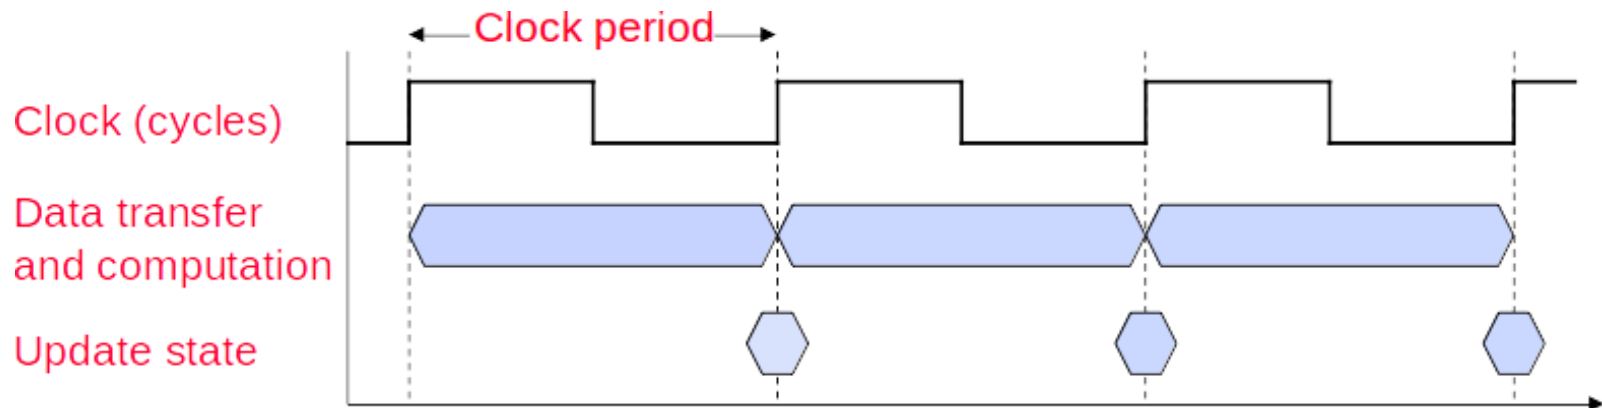 Clock period
Clock (cycles)
Data transfer
and computation
Update state